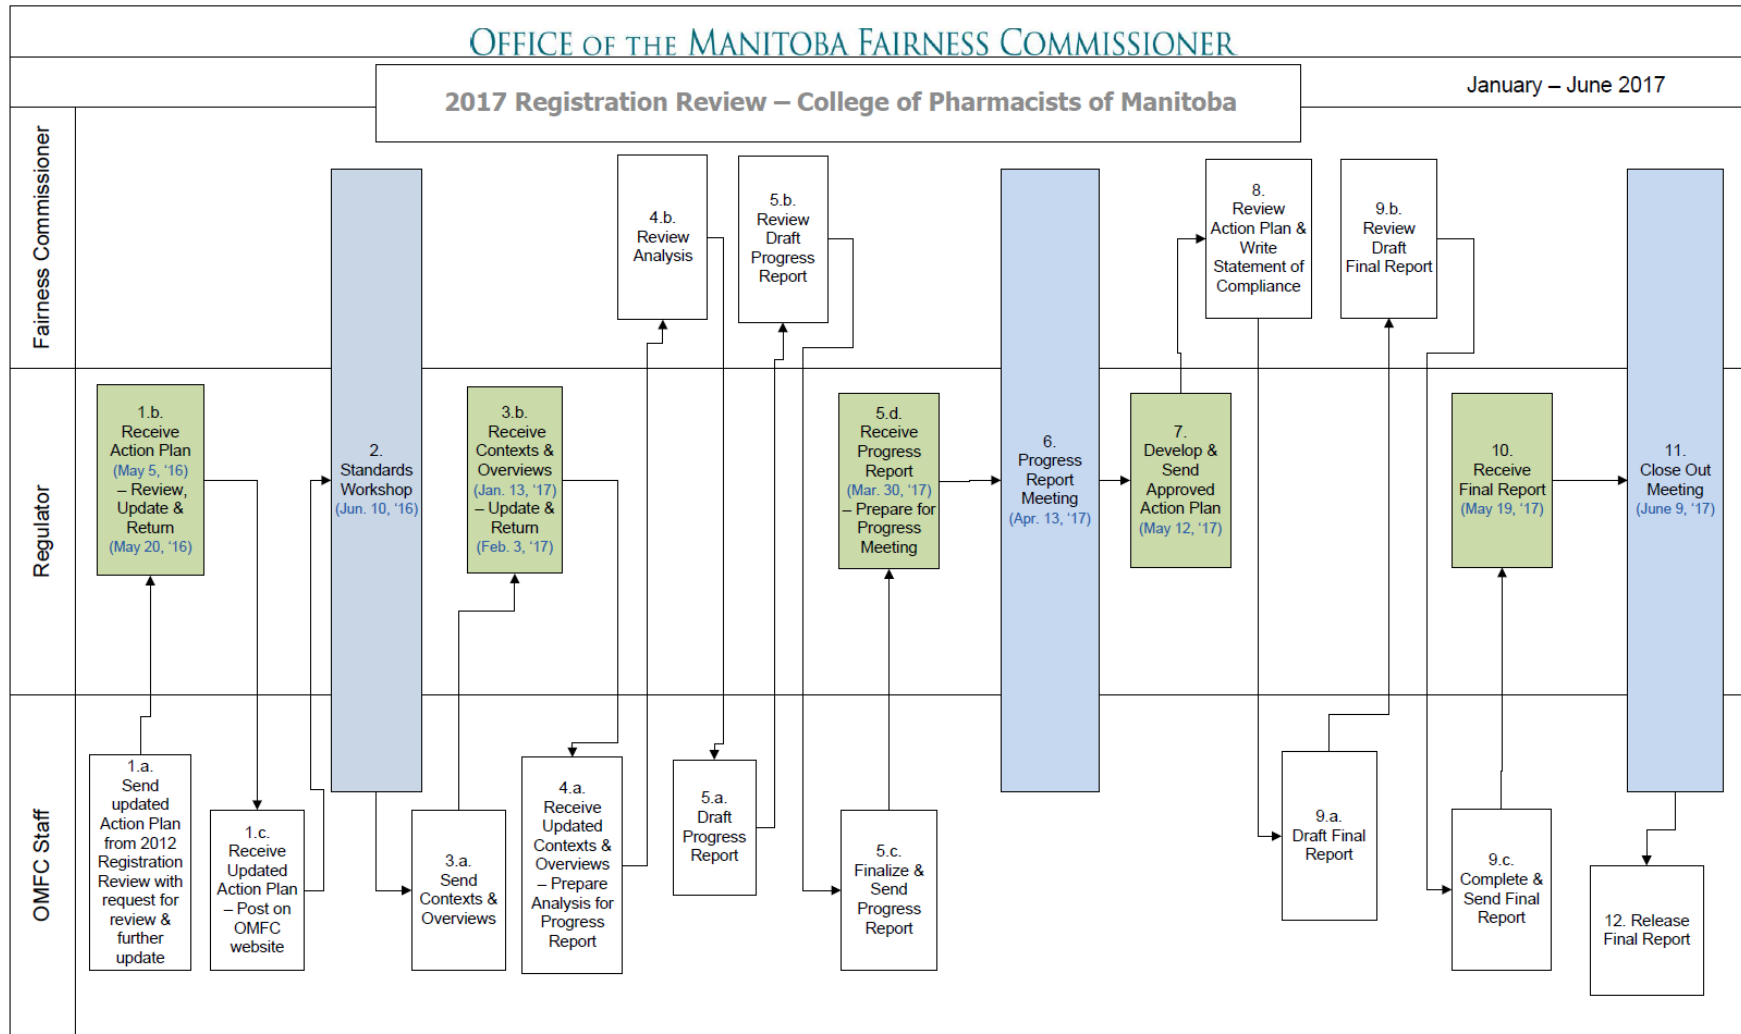 OFFICE OF THE MANITOBA FAIRNESS COMMISSIONER
2017 Registration Review – College of Pharmacists of Manitoba
January – June 2017
Fairness Commissioner
4.b.
Review
Analysis
5.b.
Review
Draft
Progress
Report
8.
Review
Action Plan &
Write
Statement of
Compliance
9.b.
Review
Draft
Final Report
Regulator
1.b.
Receive
Action Plan
(May 5, ‘16)
– Review,
Update &
Return
(May 20, ‘16)
2.
Standards
Workshop
(Jun. 10, ‘16)
3.b.
Receive
Contexts &
Overviews
(Jan. 13, ‘17)
– Update &
Return
(Feb. 3, ‘17)
5.d.
Receive
Progress
Report
(Mar. 30, ‘17)
– Prepare for
Progress
Meeting
6.
Progress
Report
Meeting
(Apr. 13, ‘17)
7.
Develop &
Send
Approved
Action Plan
(May 12, ‘17)
10.
Receive
Final Report
(May 19, ‘17)
11.
Close Out
Meeting
(June 9, ‘17)
OMFC Staff
1.a.
Send
updated
Action Plan
from 2012
Registration
Review with
request for
review &
further
update
1.c.
Receive
Updated
Action Plan
– Post on
OMFC
website
3.a.
Send
Contexts &
Overviews
4.a.
Receive
Updated
Contexts &
Overviews
– Prepare
Analysis for
Progress
Report
5.a.
Draft
Progress
Report
5.c.
Finalize &
Send
Progress
Report
9.a.
Draft Final
Report
9.c.
Complete &
Send Final
Report
12. Release
Final Report